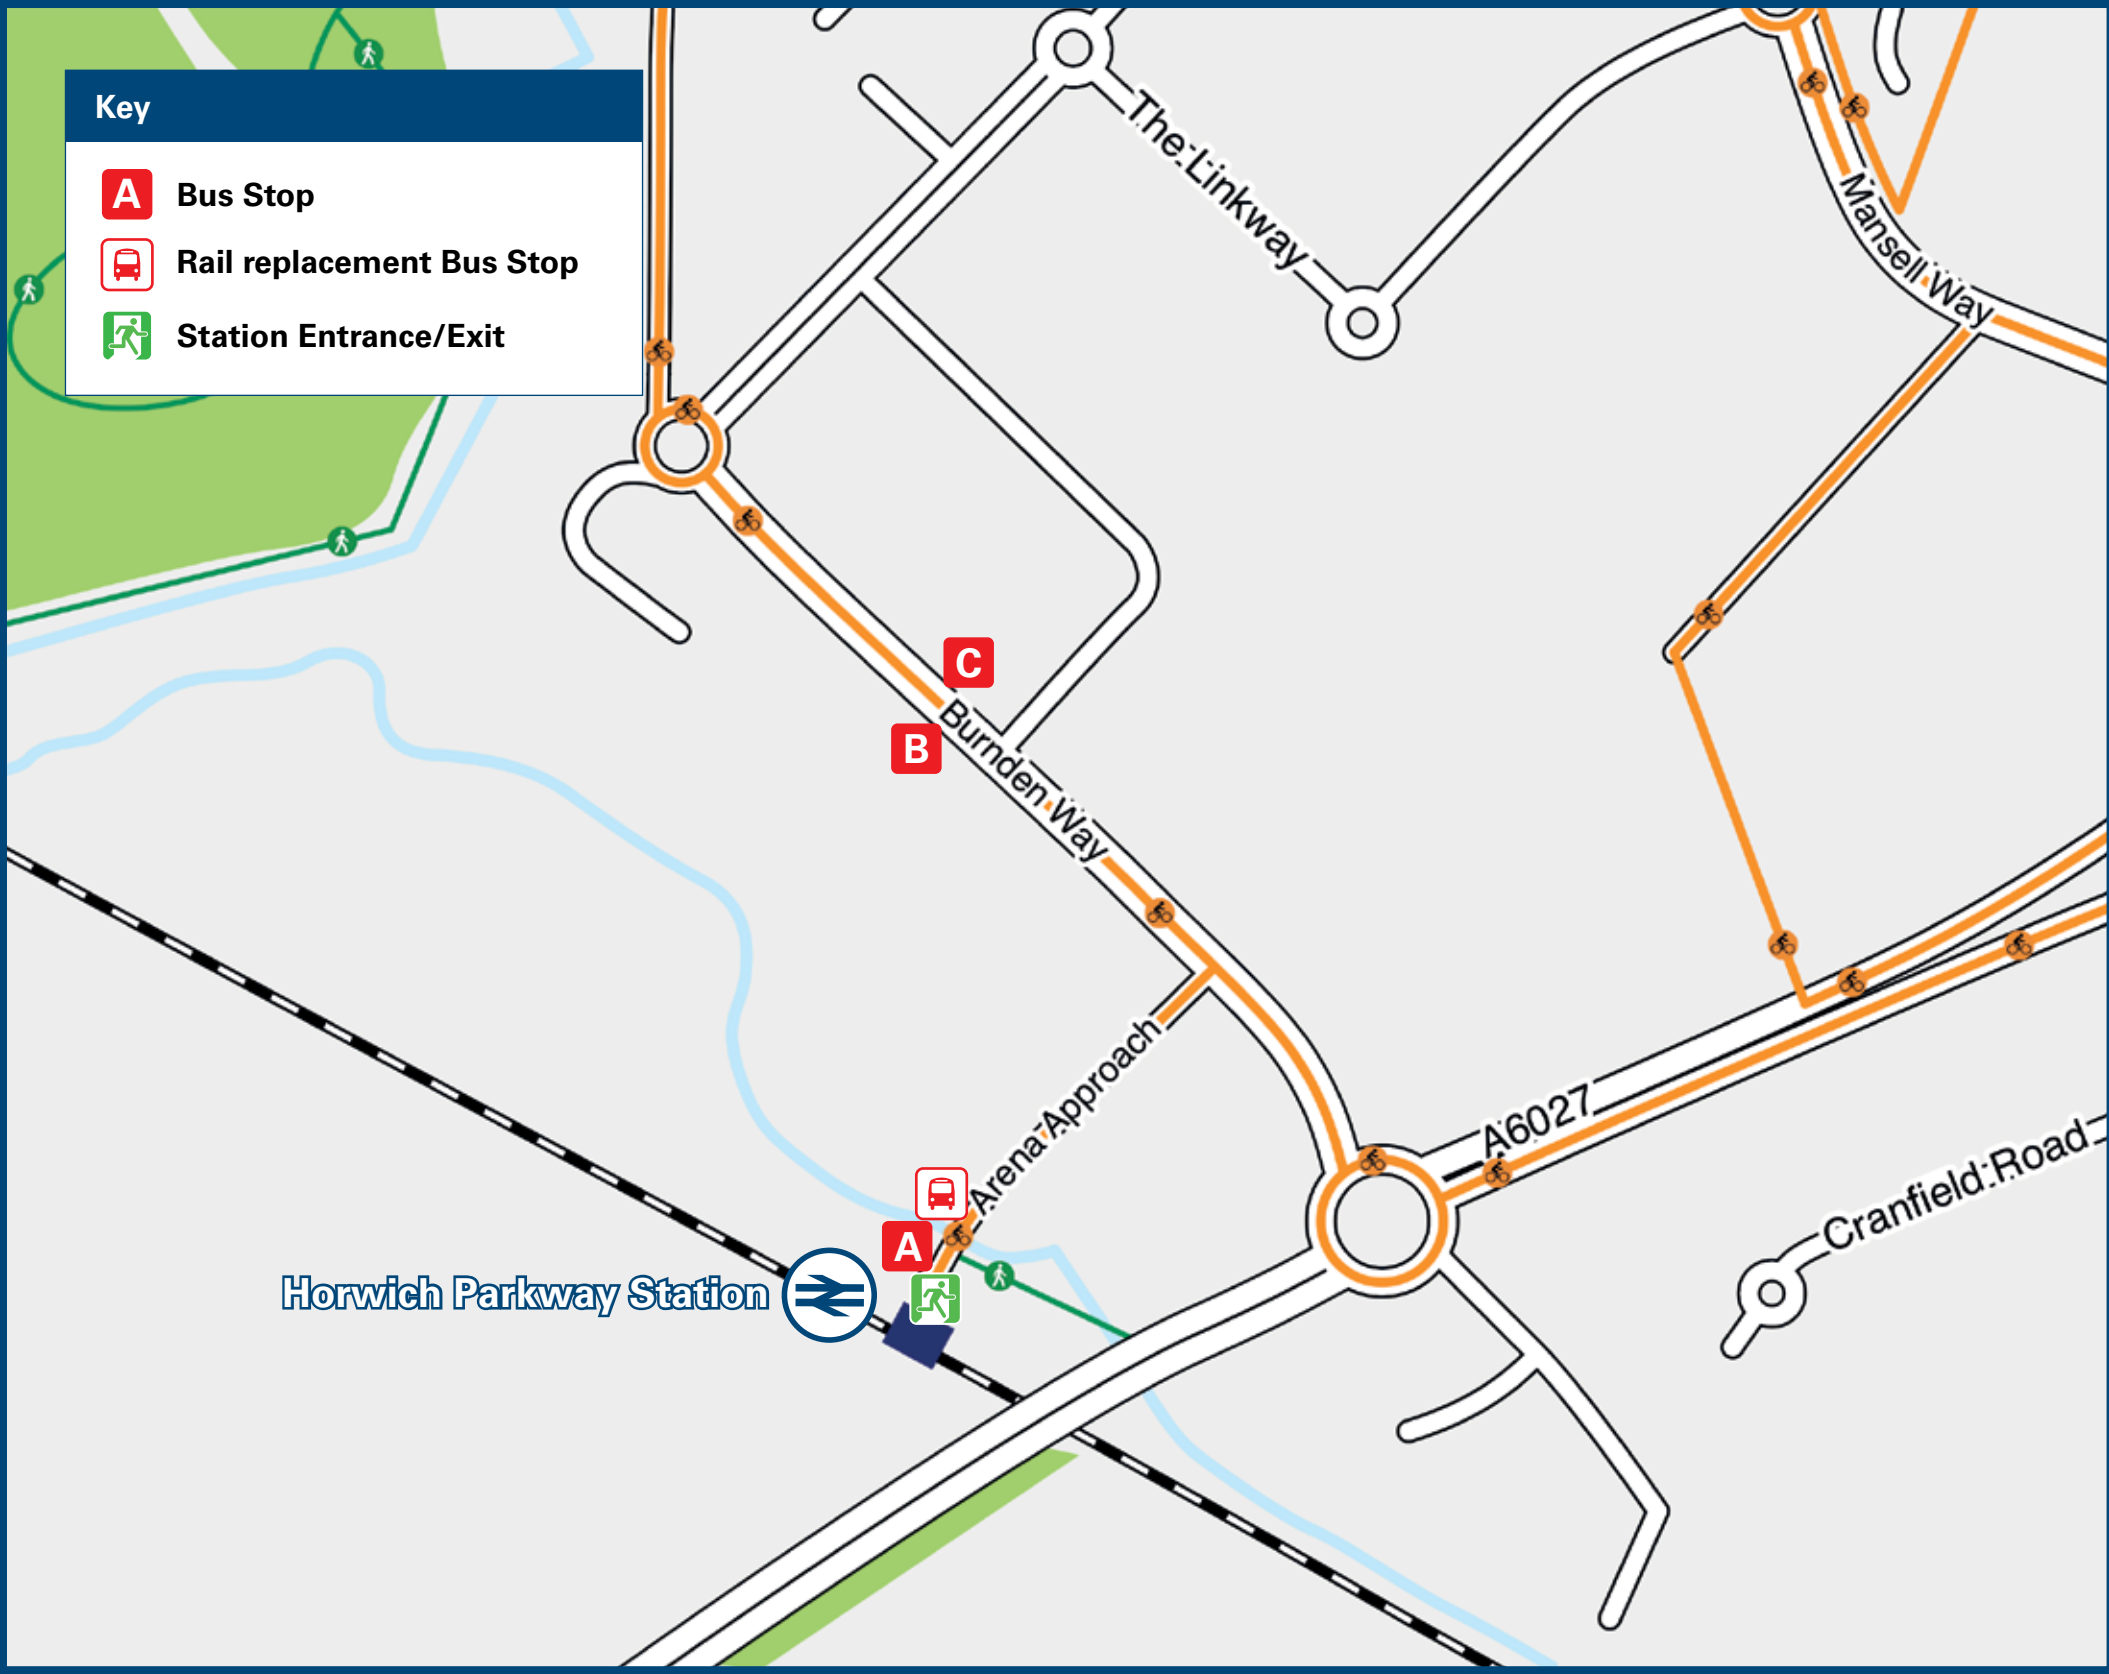 Key
A Bus Stop
Rail replacement Bus Stop
Station Entrance/Exit
The Linkway
Mansell Way
C
B
Burnden Way
Arena Approach
A6027
Cranfield Road
A
Horwich Parkway Station